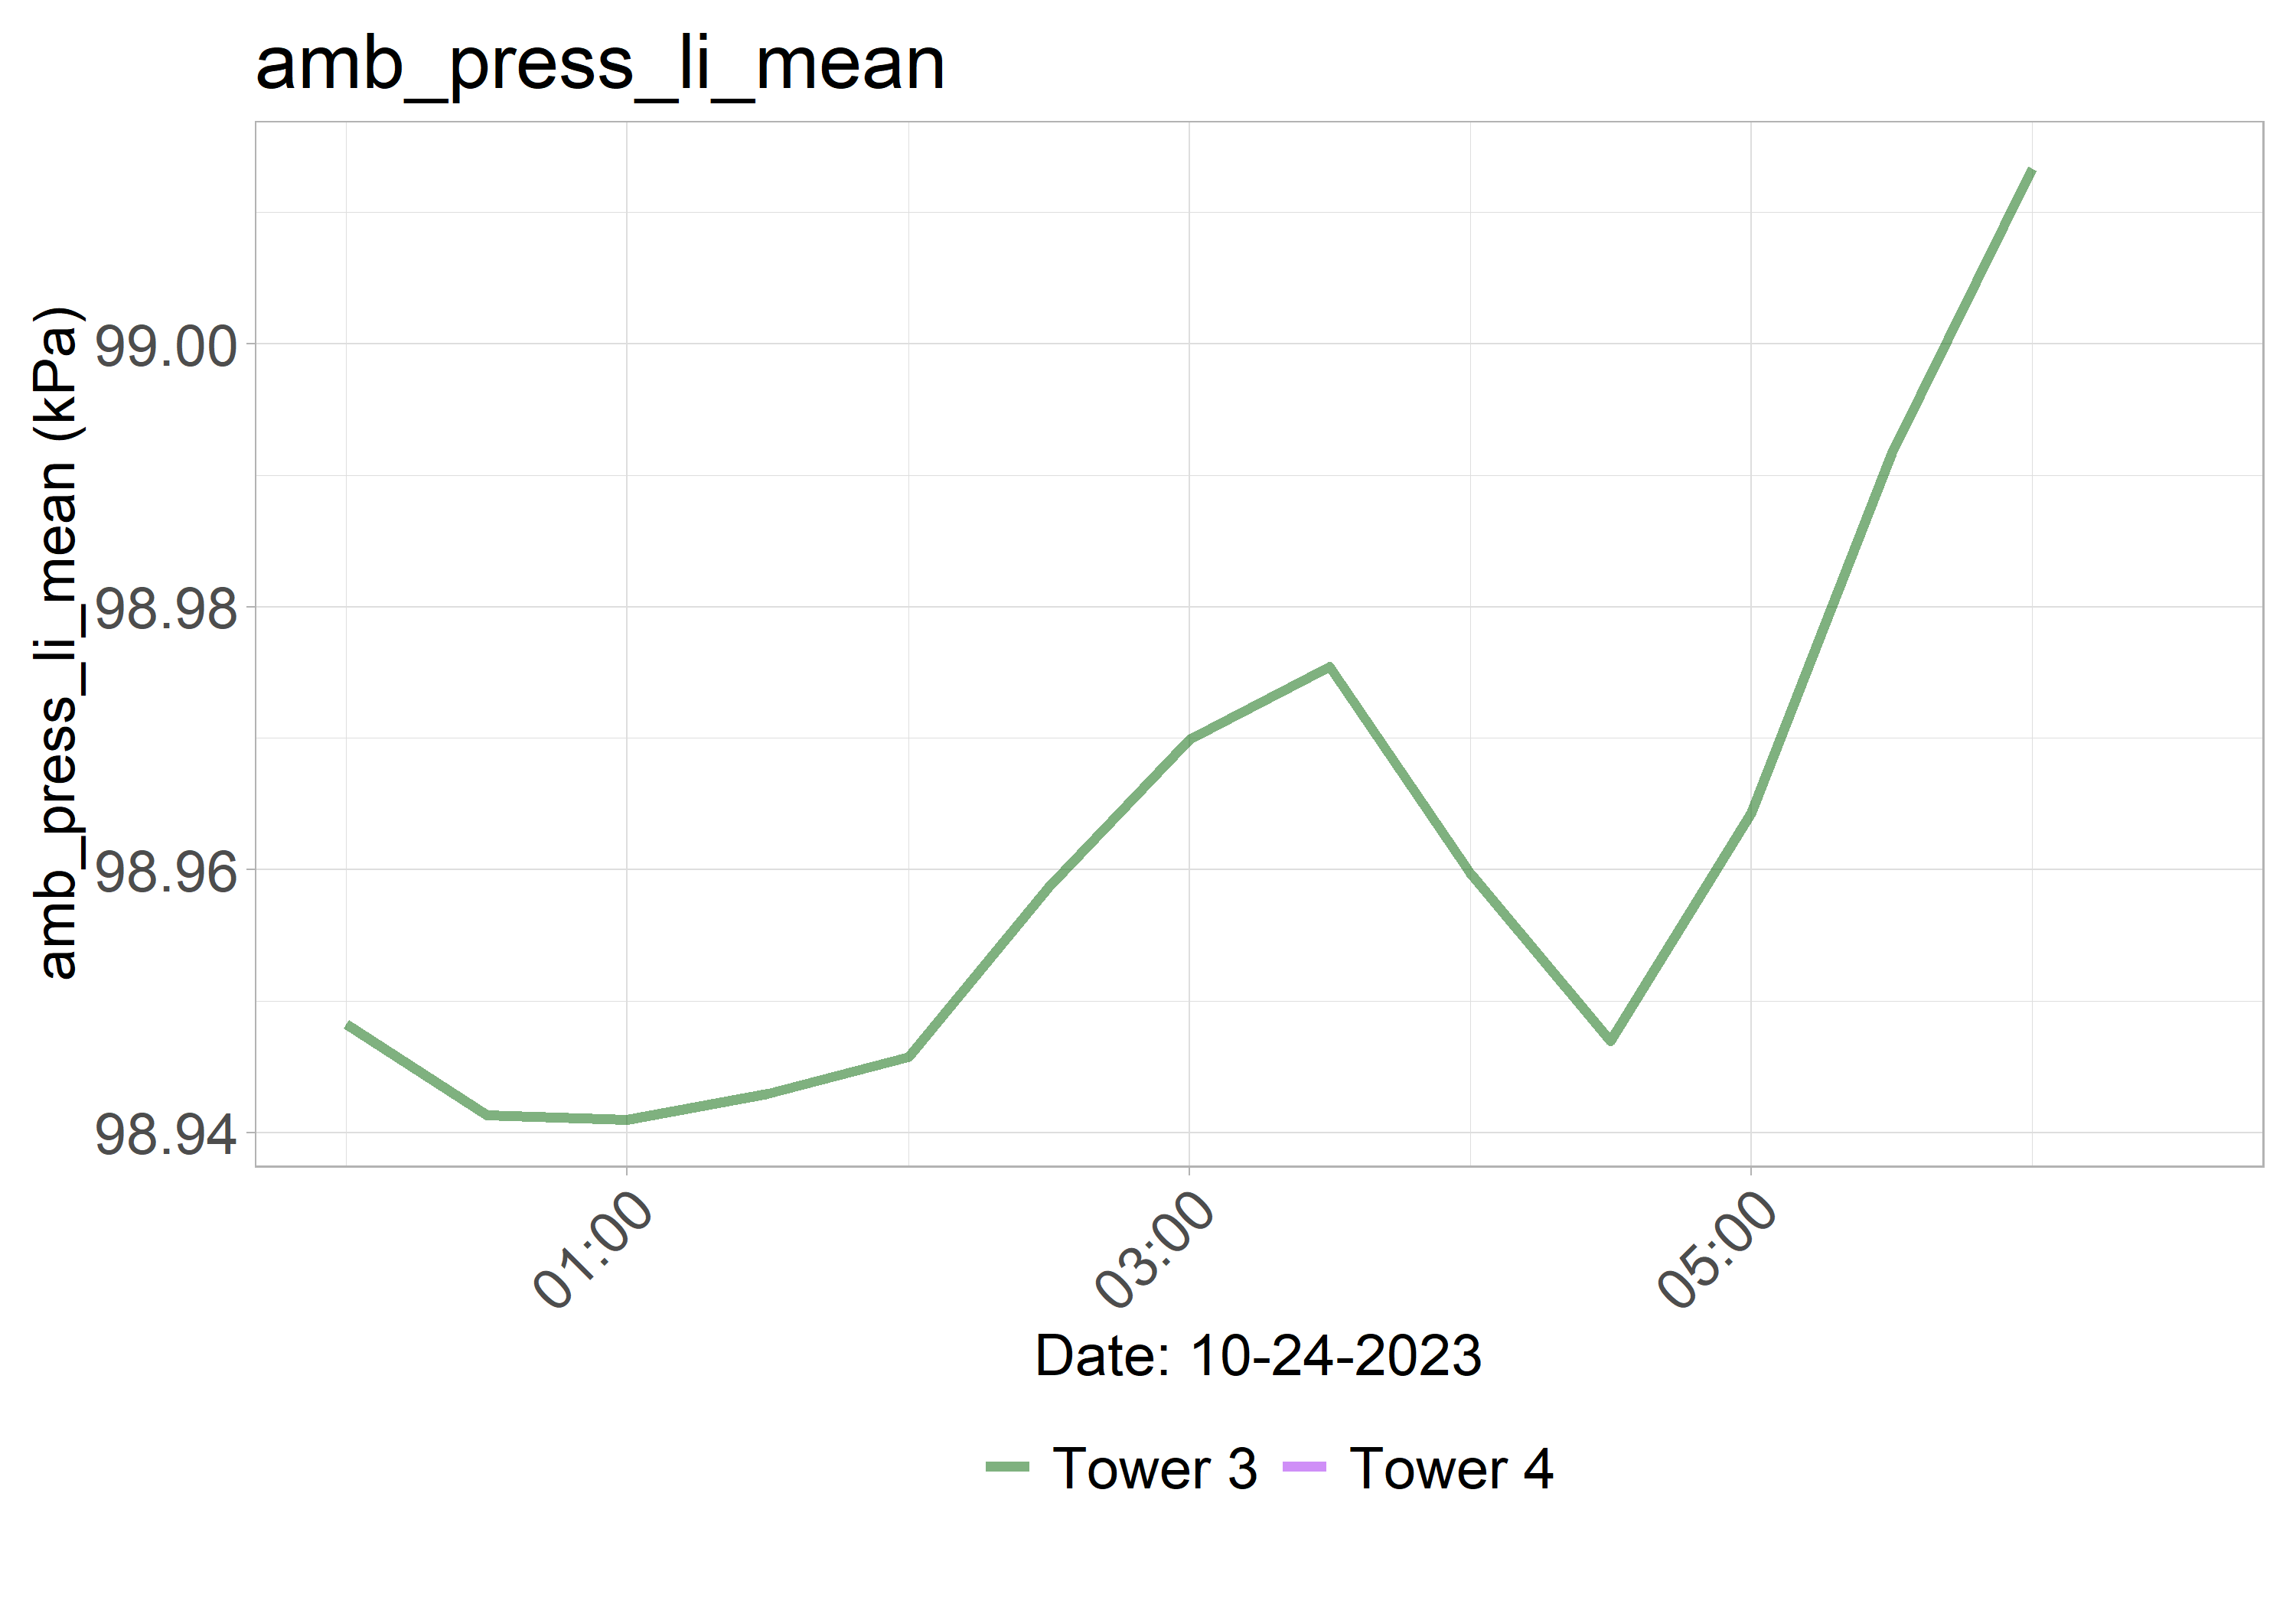 amb_press_li_mean
amb_press_li_mean (kPa)
99.00
98.98
98.96
98.94
01:00
03:00
05:00
Date: 10-24-2023
Tower 3
Tower 4